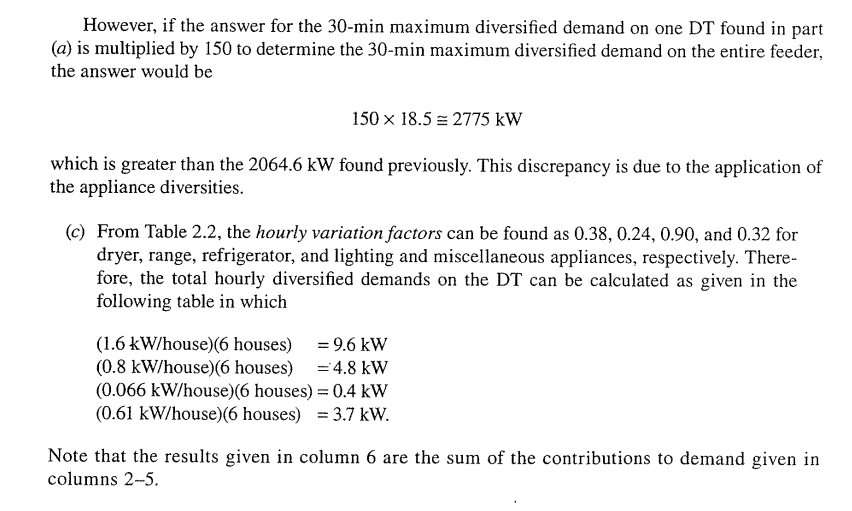 However, if the answer for the 30-min maximum diversified demand on one DT found in part
(a) is multiplied by 150 to determine the 30-min maximum diversified demand on the entire feeder,
the answer would be
150 × 18.5 ≅ 2775 kW
which is greater than the 2064.6 kW found previously. This discrepancy is due to the application of
the appliance diversities.
(c) From Table 2.2, the hourly variation factors can be found as 0.38, 0.24, 0.90, and 0.32 for
dryer, range, refrigerator, and lighting and miscellaneous appliances, respectively. There-
fore, the total hourly diversified demands on the DT can be calculated as given in the
following table in which
(1.6 kW/house)(6 houses) = 9.6 kW
(0.8 kW/house)(6 houses) = 4.8 kW
(0.066 kW/house)(6 houses) = 0.4 kW
(0.61 kW/house)(6 houses) = 3.7 kW.
Note that the results given in column 6 are the sum of the contributions to demand given in
columns 2–5.